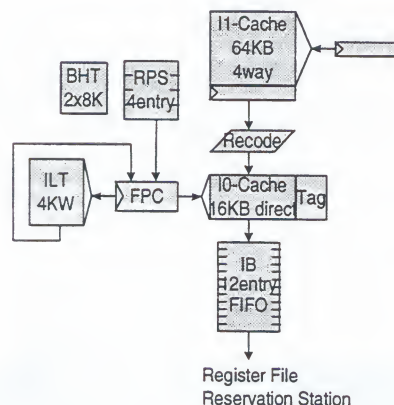 I1-Cache
64KB
4way
BHT
2x8K
RPS
4entry
Recode
ILT
4KW
FPC
I0-Cache
16KB direct
Tag
IB
12entry
FIFO
Register File
Reservation Station